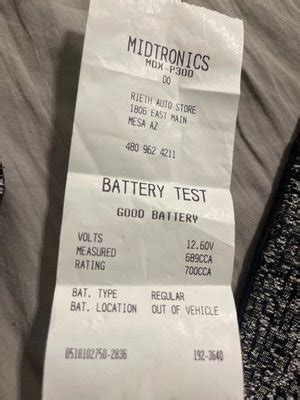 MIDTRONICS
MDX-P300
00
RIETH AUTO STORE
1806 EAST MAIN
MESA AZ
480 962 4211
BATTERY TEST
GOOD BATTERY
VOLTS 12.60V
MEASURED 689CCA
RATING 700CCA
BAT. TYPE REGULAR
BAT. LOCATION OUT OF VEHICLE
0518102750-2836 192-3640